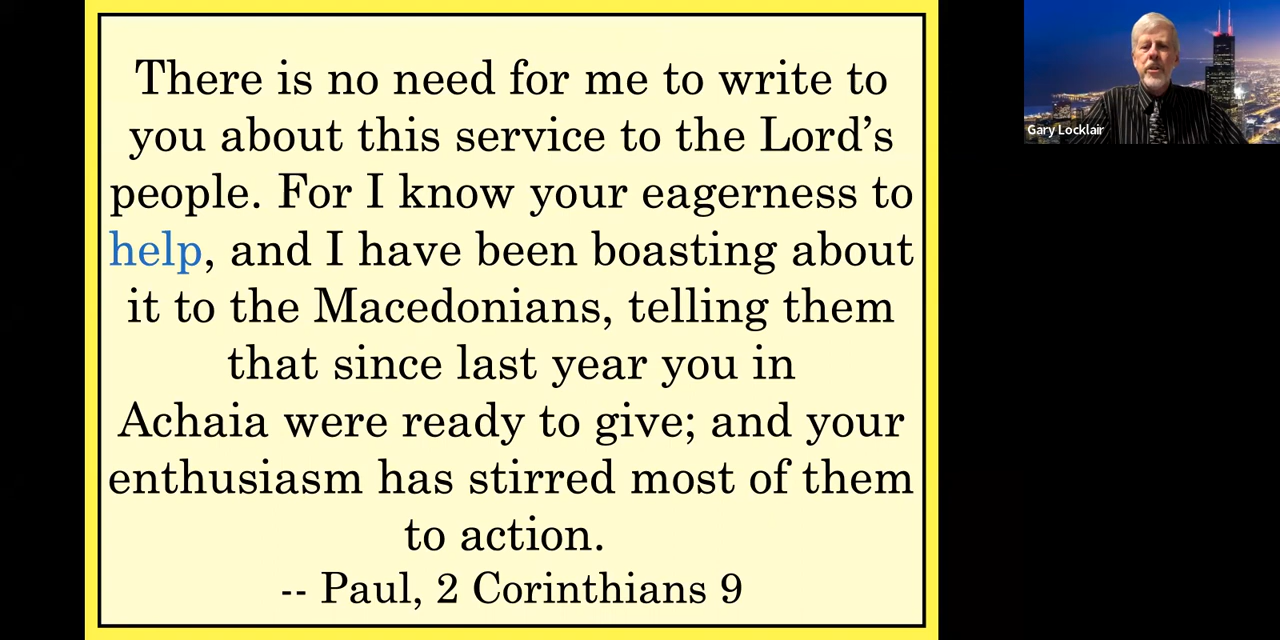 There is no need for me to write to
you about this service to the Lord’s
people. For I know your eagerness to
help, and I have been boasting about
it to the Macedonians, telling them
that since last year you in
Achaia were ready to give; and your
enthusiasm has stirred most of them
to action.
-- Paul, 2 Corinthians 9
Gary Locklair